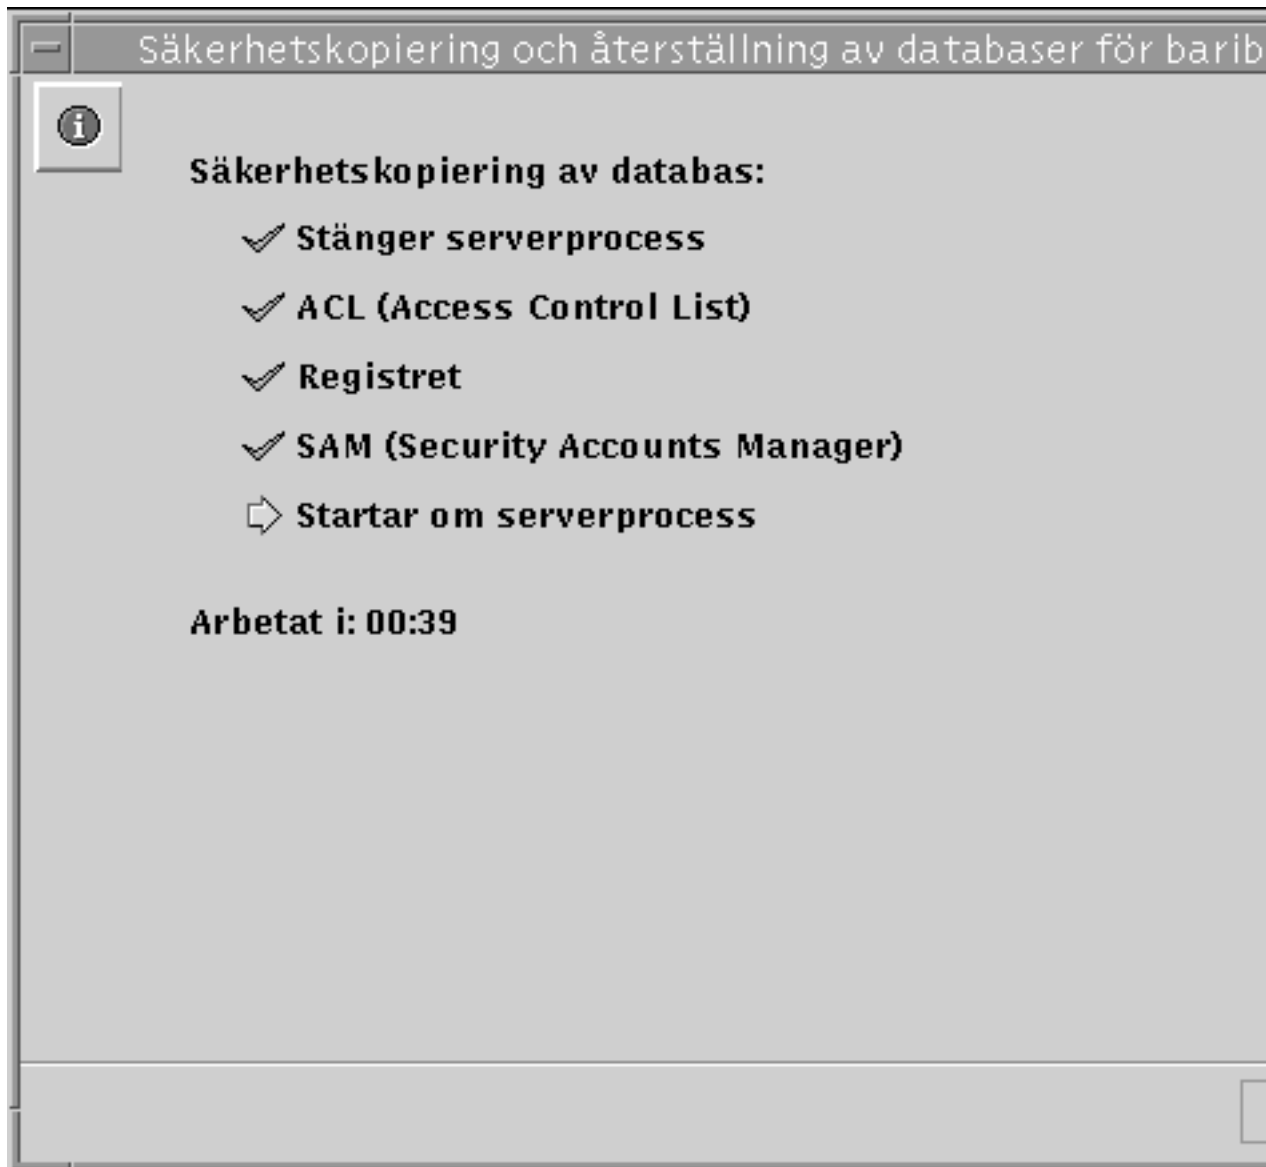 Säkerhetskopiering och återställning av databaser för barib
Säkerhetskopiering av databas:
Stänger serverprocess
ACL (Access Control List)
Registret
SAM (Security Accounts Manager)
Startar om serverprocess
Arbetat i: 00:39